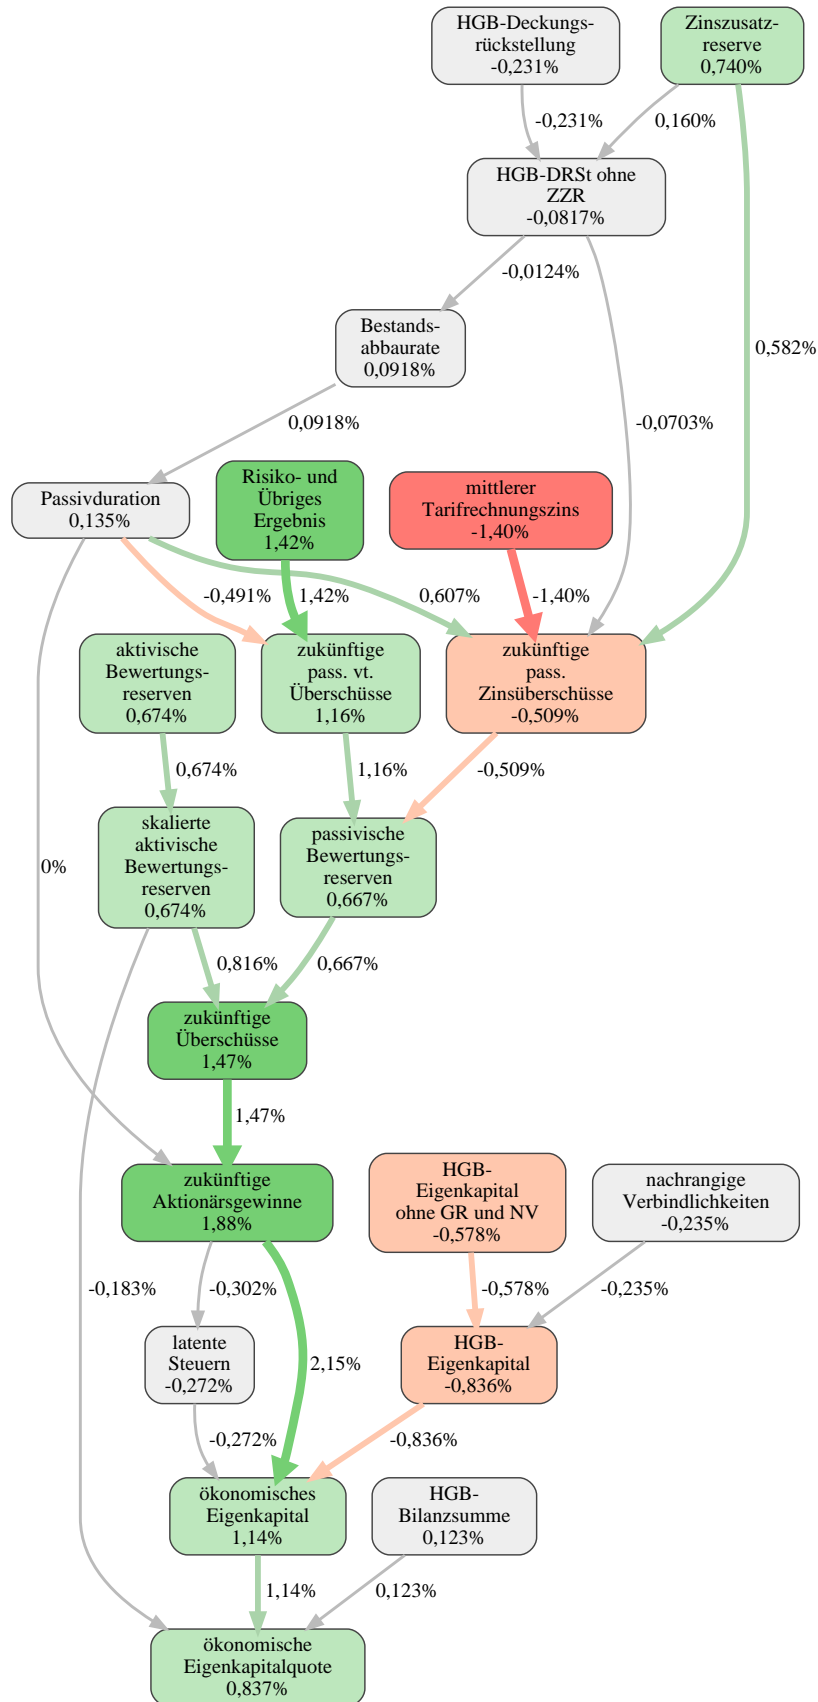 HGB-Deckungs-
rückstellung
-0,231%
Zinszusatz-
reserve
0,740%
-0,231%
0,160%
HGB-DRSt ohne
ZZR
-0,0817%
-0,0124%
Bestands-
abbaurate
0,0918%
0,582%
0,0918%
-0,0703%
Passivduration
0,135%
Risiko- und
Übriges
Ergebnis
1,42%
mittlerer
Tarifrechnungszins
-1,40%
-0,491%
1,42%
0,607%
-1,40%
aktivische
Bewertungs-
reserven
0,674%
zukünftige
pass. vt.
Überschüsse
1,16%
zukünftige
pass.
Zinsüberschüsse
-0,509%
0,674%
1,16%
-0,509%
skalierte
aktivische
Bewertungs-
reserven
0,674%
passivische
Bewertungs-
reserven
0,667%
0%
0,816%
0,667%
zukünftige
Überschüsse
1,47%
1,47%
zukünftige
Aktionärsgewinne
1,88%
HGB-
Eigenkapital
ohne GR und NV
-0,578%
nachrangige
Verbindlichkeiten
-0,235%
-0,183%
-0,302%
-0,578%
-0,235%
latente
Steuern
-0,272%
2,15%
HGB-
Eigenkapital
-0,836%
-0,272%
-0,836%
ökonomisches
Eigenkapital
1,14%
HGB-
Bilanzsumme
0,123%
1,14%
0,123%
ökonomische
Eigenkapitalquote
0,837%